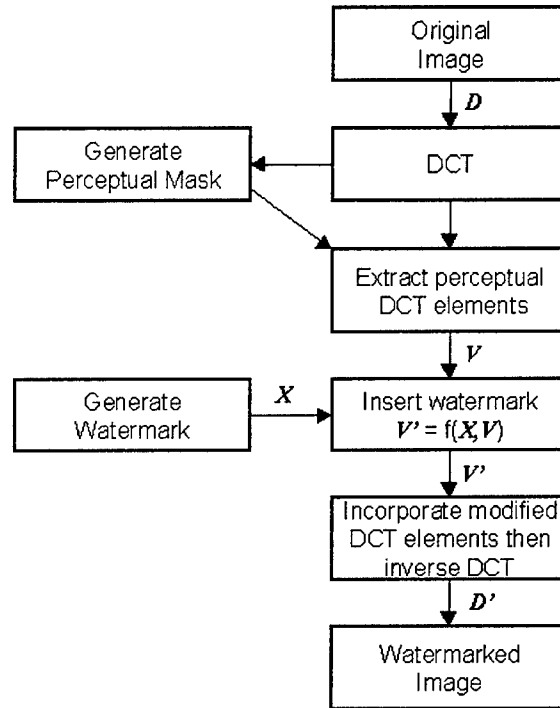 Original
Image
D
Generate
Perceptual Mask
DCT
Extract perceptual
DCT elements
V
Generate
Watermark
X
Insert watermark
V' = f(X,V)
V'
Incorporate modified
DCT elements then
inverse DCT
D'
Watermarked
Image